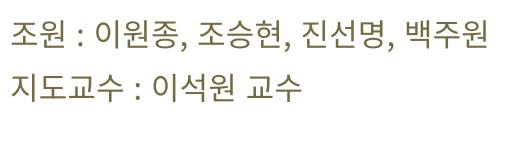 조원 : 이원종, 조승현, 진선명, 백주원
지도교수 : 이석원 교수